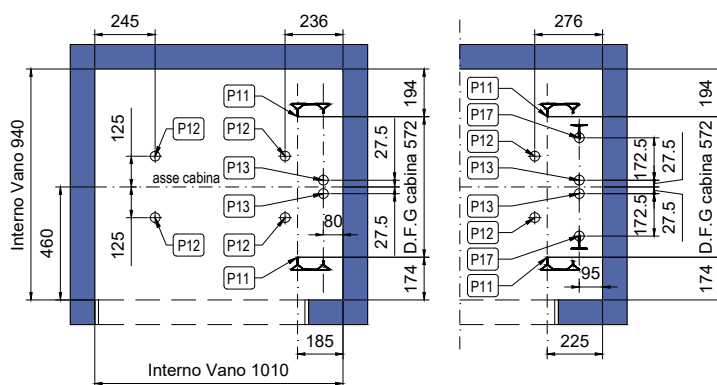 245
236
276
P11
194
P11
194
P17
Interno Vano 940
125
P12
P12
27.5
D.F.G cabina 572
P12
172.5
27.5
D.F.G cabina 572
asse cabina
P13
P13
P13
P13
460
125
80
27.5
P12
172.5
27.5
P12
P12
P17
P11
174
P11
95
174
185
225
Interno Vano 1010